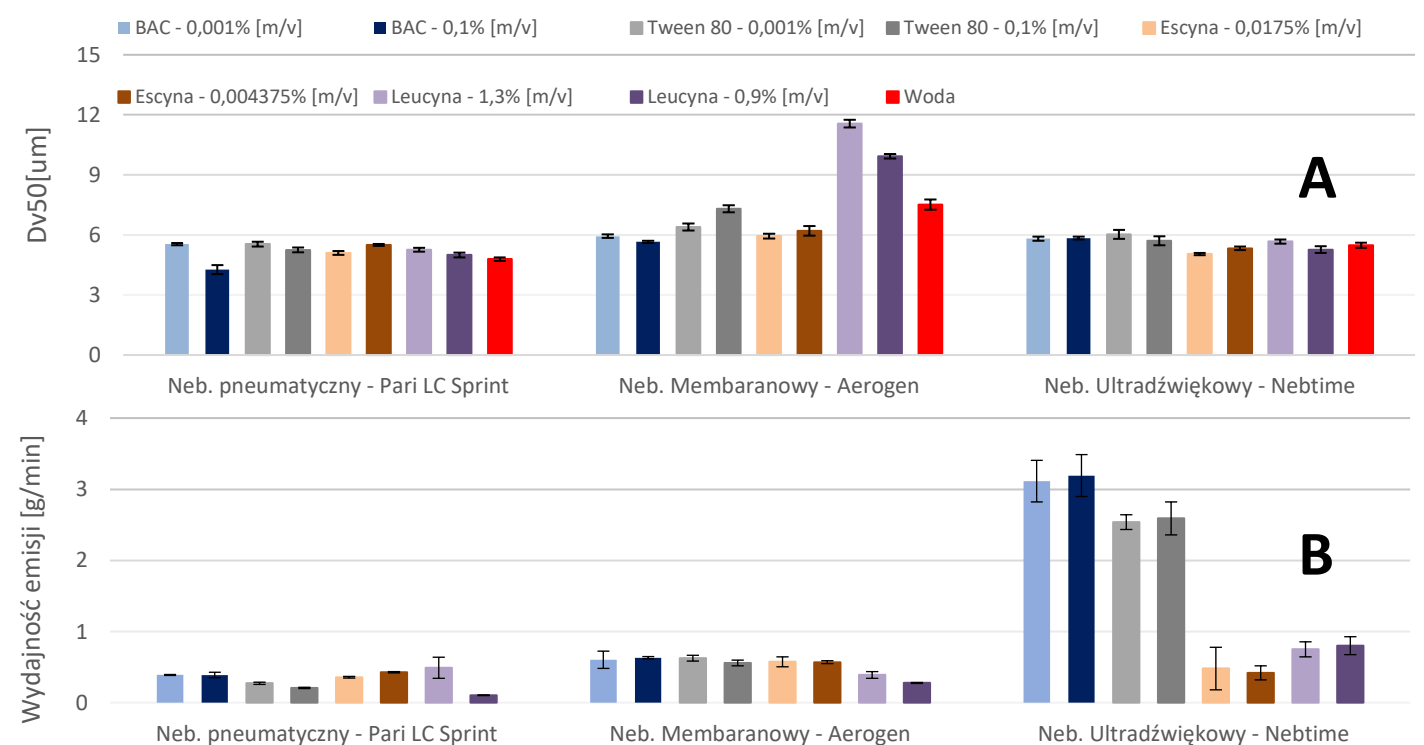 BAC - 0,001% [m/v] BAC - 0,1% [m/v] Tween 80 - 0,001% [m/v] Tween 80 - 0,1% [m/v] Escyna - 0,0175% [m/v]
15
Escyna - 0,004375% [m/v] Leucyna - 1,3% [m/v] Leucyna - 0,9% [m/v] Woda
12
9
6
3
0
Dv50[um]
A
Neb. pneumatyczny - Pari LC Sprint Neb. Membaranowy - Aerogen Neb. Ultradźwiękowy - Nebtime
4
3
2
1
0
Wydajność emisji [g/min]
B
Neb. pneumatyczny - Pari LC Sprint Neb. Membaranowy - Aerogen Neb. Ultradźwiękowy - Nebtime